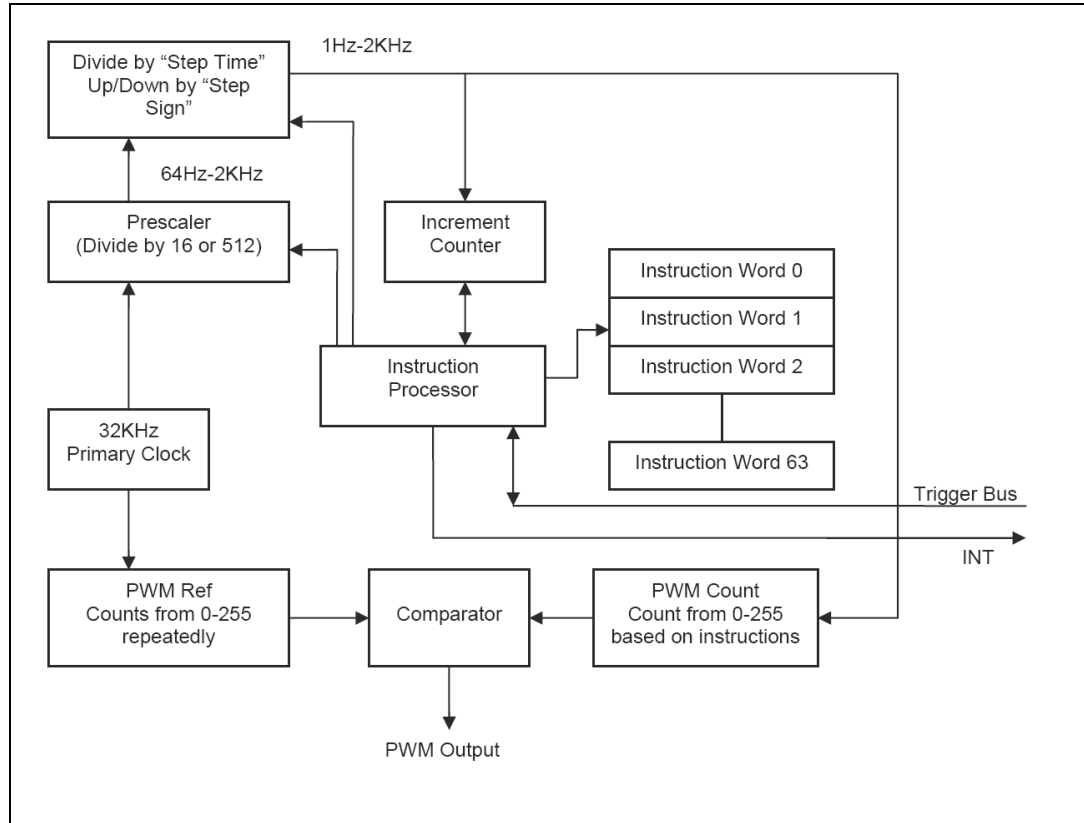 1Hz-2KHz
Divide by “Step Time”
Up/Down by “Step
Sign”
64Hz-2KHz
Prescaler
(Divide by 16 or 512)
Increment
Counter
Instruction Word 0
Instruction Word 1
Instruction Word 2
Instruction Word 63
Instruction
Processor
32KHz
Primary Clock
Trigger Bus
INT
PWM Ref
Counts from 0-255
repeatedly
Comparator
PWM Count
Count from 0-255
based on instructions
PWM Output